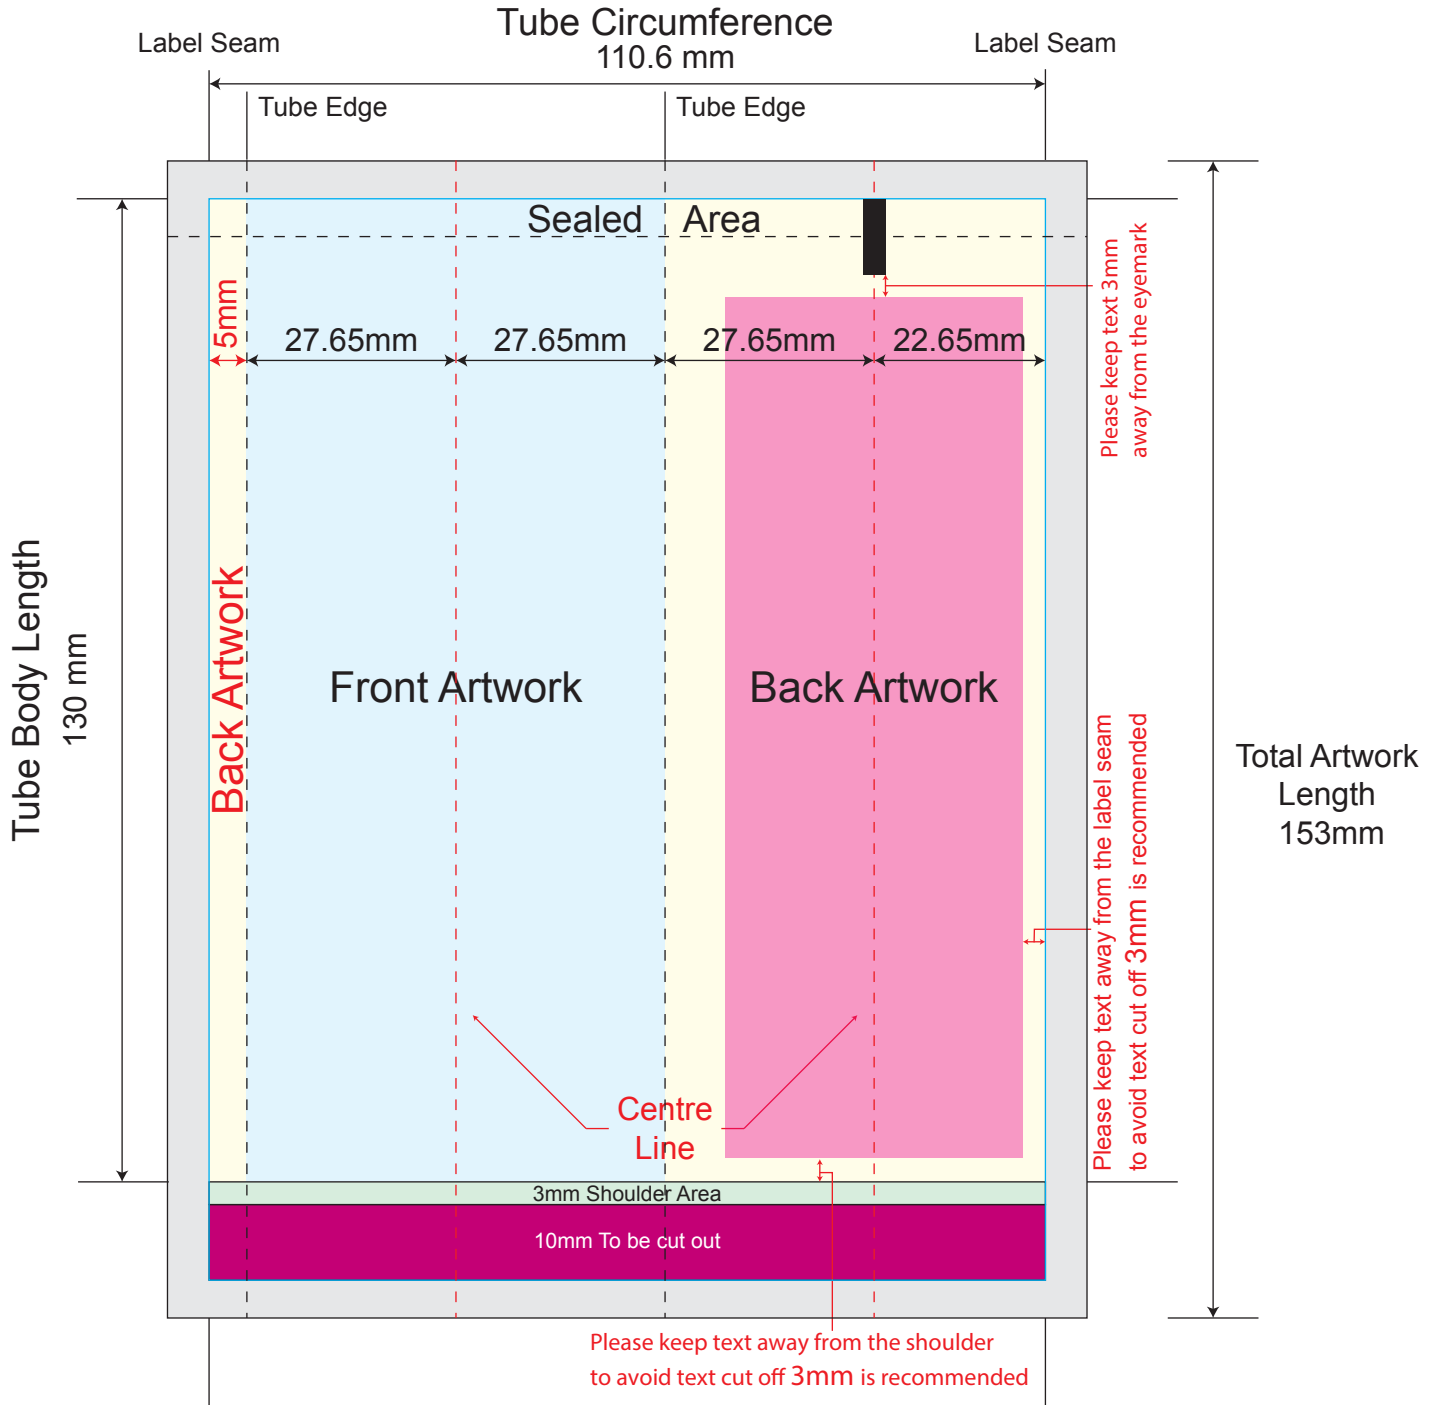 Tube Circumference
110.6 mm
Label Seam
Label Seam
Tube Edge
Tube Edge
Sealed Area
5mm
27.65mm
27.65mm
27.65mm
22.65mm
Please keep text 3mm
away from the eyemark
Tube Body Length
130 mm
Back Artwork
Front Artwork
Back Artwork
Please keep text away from the label seam
to avoid text cut off 3mm is recommended
Total Artwork
Length
153mm
Centre
Line
3mm Shoulder Area
10mm To be cut out
Please keep text away from the shoulder
to avoid text cut off 3mm is recommended